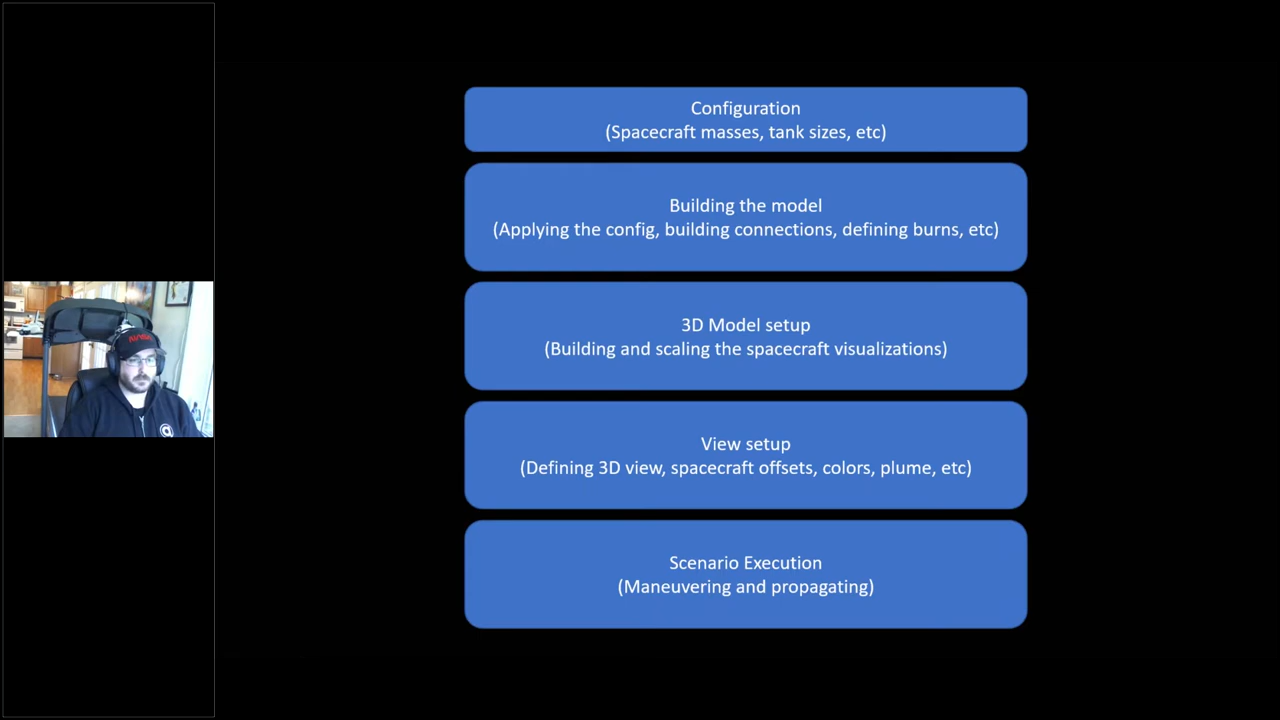 Configuration
(Spacecraft masses, tank sizes, etc)
Building the model
(Applying the config, building connections, defining burns, etc)
3D Model setup
(Building and scaling the spacecraft visualizations)
View setup
(Defining 3D view, spacecraft offsets, colors, plume, etc)
Scenario Execution
(Maneuvering and propagating)